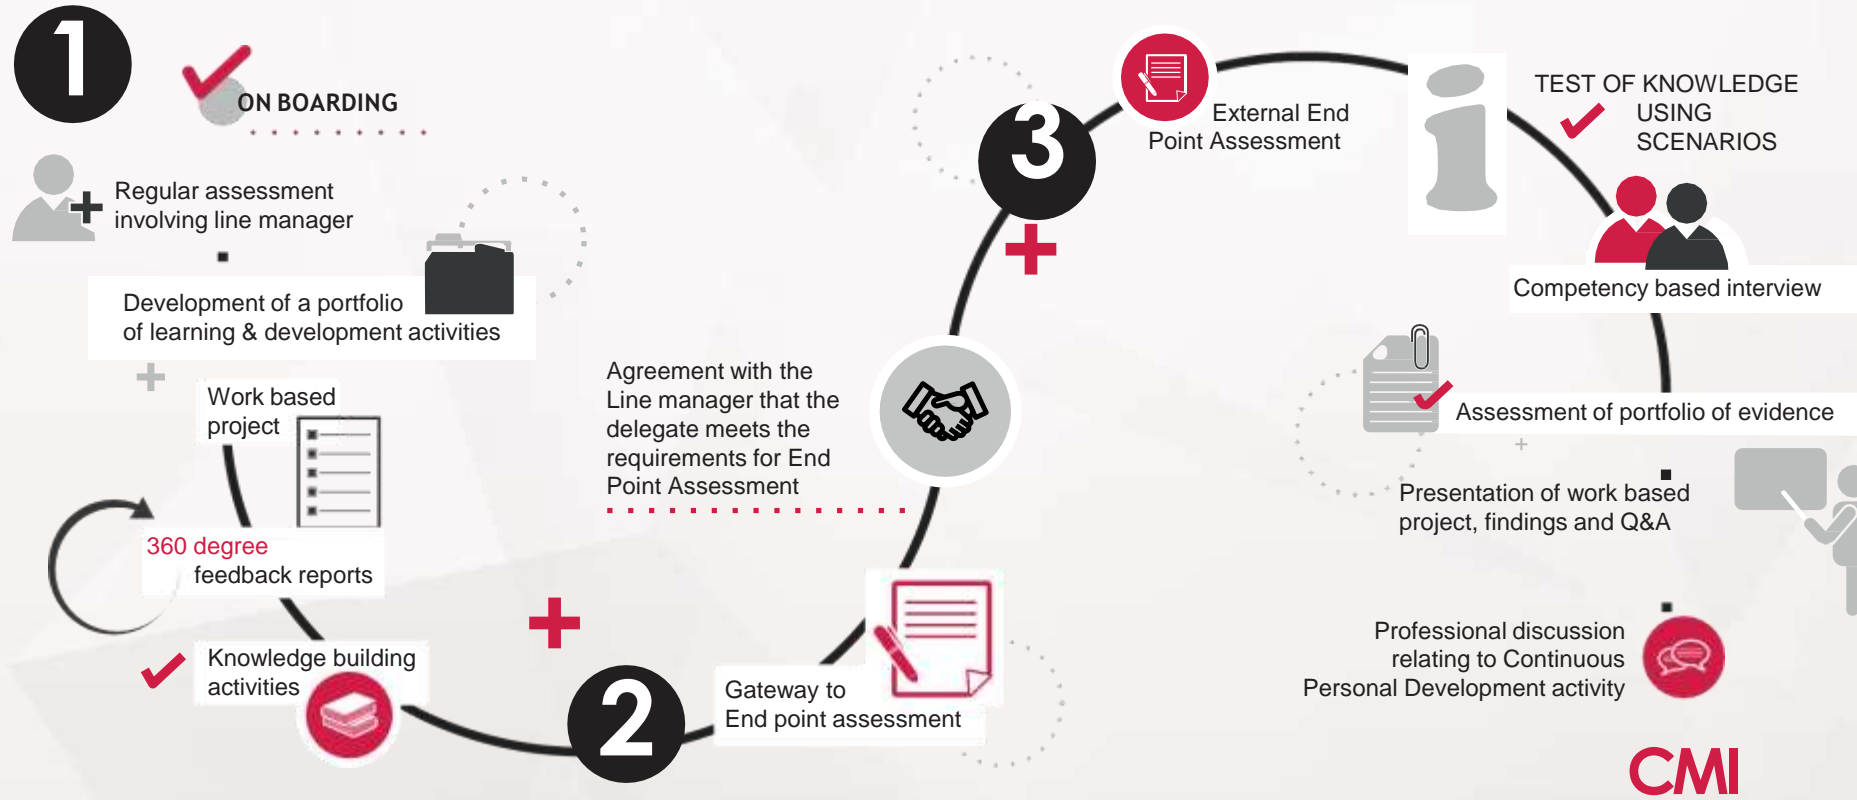 1
ON BOARDING
Regular assessment
involving line manager
Development of a portfolio
of learning & development activities
Work based
project
360 degree
feedback reports
Knowledge building
activities
2
Gateway to
End point assessment
Agreement with the
Line manager that the
delegate meets the
requirements for End
Point Assessment
3
External End
Point Assessment
i
TEST OF KNOWLEDGE
USING
SCENARIOS
Competency based interview
Assessment of portfolio of evidence
Presentation of work based
project, findings and Q&A
Professional discussion
relating to Continuous
Personal Development activity
CMI